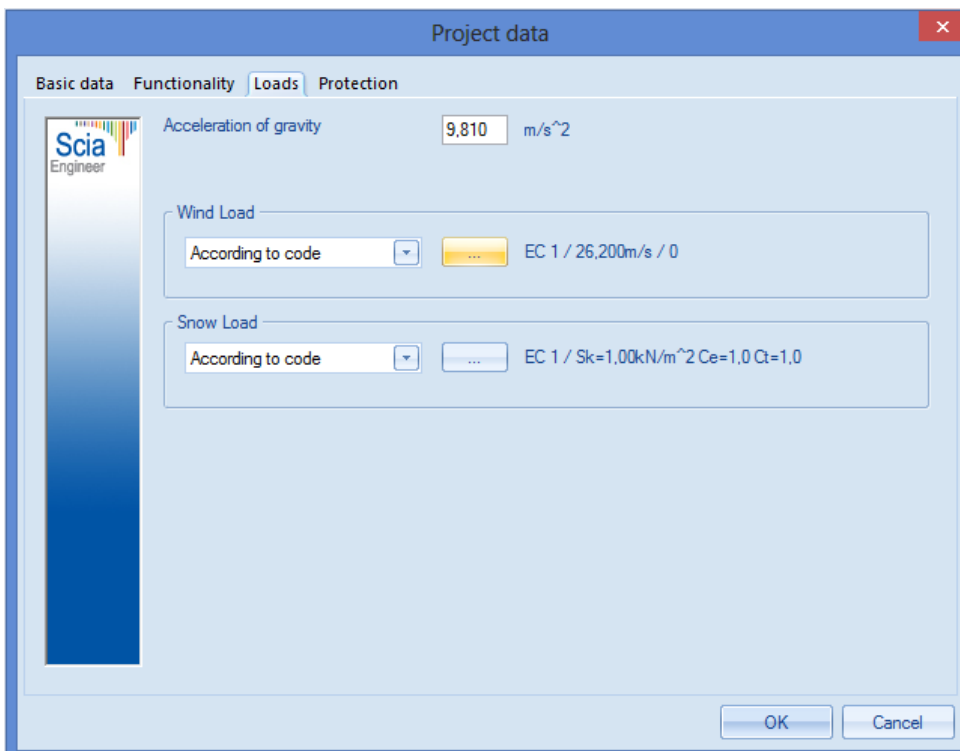 Project data
Basic data Functionality Loads Protection
Scia
Engineer
Acceleration of gravity 9,810 m/s^2
Wind Load
According to code ... EC 1 / 26,200m/s / 0
Snow Load
According to code ... EC 1 / Sk=1,00kN/m^2 Ce=1,0 Ct=1,0
OK Cancel